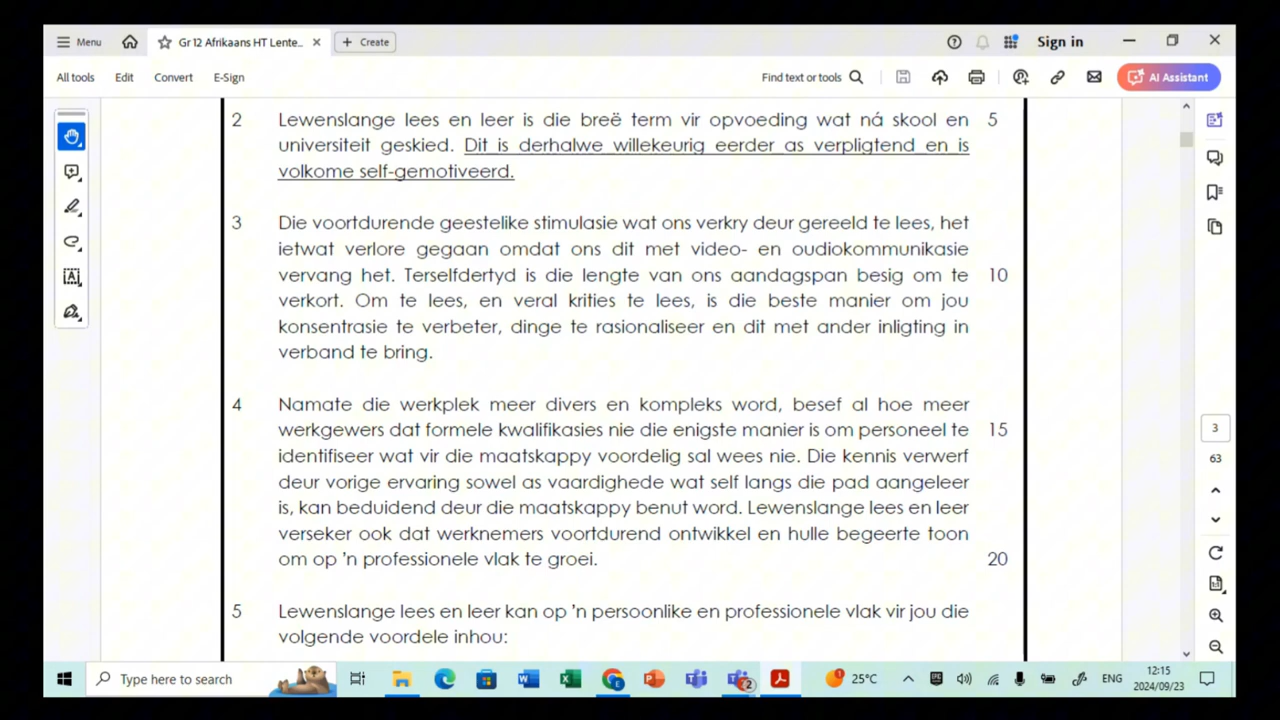 Menu
Gr 12 Afrikaans HT Lente...
Create
Sign in
All tools
Edit
Convert
E-Sign
Find text or tools
AI Assistant
2 Lewenslange lees en leer is die breë term vir opvoeding wat ná skool en 5
universiteit geskied. Dit is derhalwe willekeurig eerder as verpligtend en is
volkome self-gemotiveerd.
3 Die voortdurende geestelike stimulasie wat ons verkry deur gereeld te lees, het
ietwat verlore gegaan omdat ons dit met video- en oudiokommunikasie
vervang het. Terselfdertyd is die lengte van ons aandagspan besig om te 10
verkort. Om te lees, en veral krities te lees, is die beste manier om jou
konsentrasie te verbeter, dinge te rasionaliseer en dit met ander inligting in
verband te bring.
4 Namate die werkplek meer divers en kompleks word, besef al hoe meer
werkgewers dat formele kwalifikasies nie die enigste manier is om personeel te 15
identifiseer wat vir die maatskappy voordelig sal wees nie. Die kennis verwerf
deur vorige ervaring sowel as vaardighede wat self langs die pad aangeleer
is, kan beduidend deur die maatskappy benut word. Lewenslange lees en leer
verseker ook dat werknemers voortdurend ontwikkel en hulle begeerte toon
om op 'n professionele vlak te groei. 20
5 Lewenslange lees en leer kan op 'n persoonlike en professionele vlak vir jou die
volgende voordele inhou:
3
63
Type here to search
25°C
ENG
12:15
2024/09/23